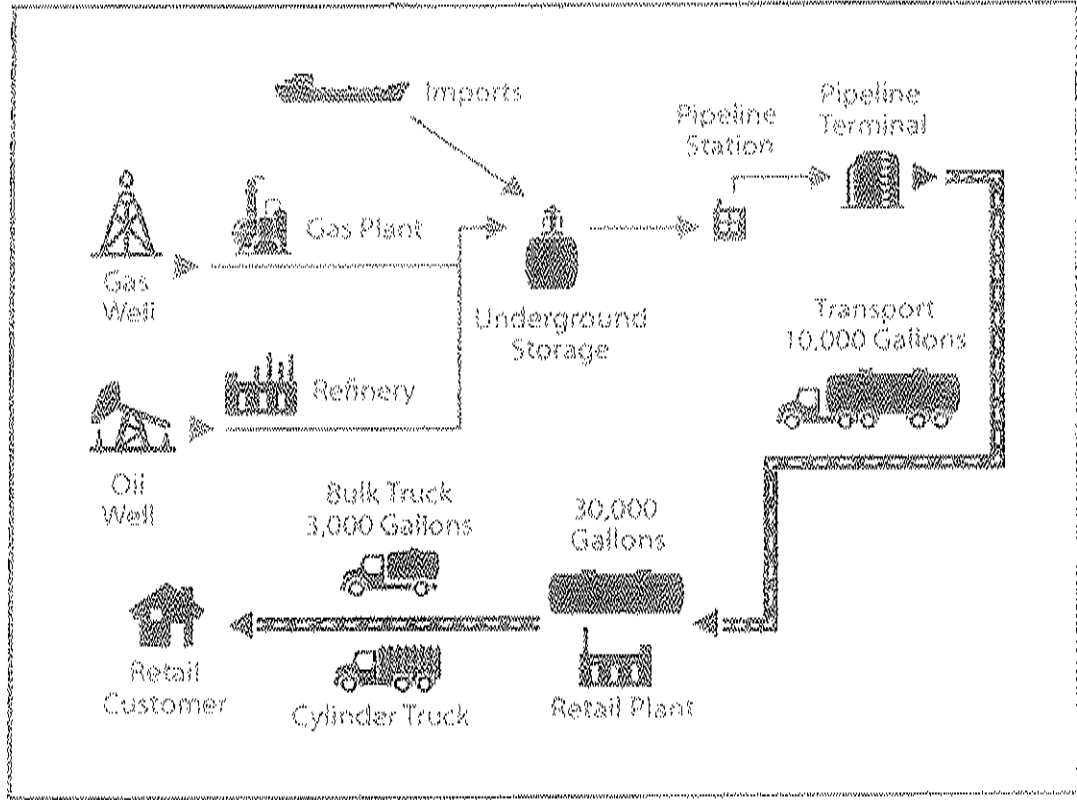 Imports
Pipeline
Station
Pipeline
Terminal
Gas
Well
Gas Plant
Underground
Storage
Transport
10,000 Gallons
Refinery
Oil
Well
Bulk Truck
3,000 Gallons
30,000
Gallons
Retail
Customer
Cylinder Truck
Retail Plant